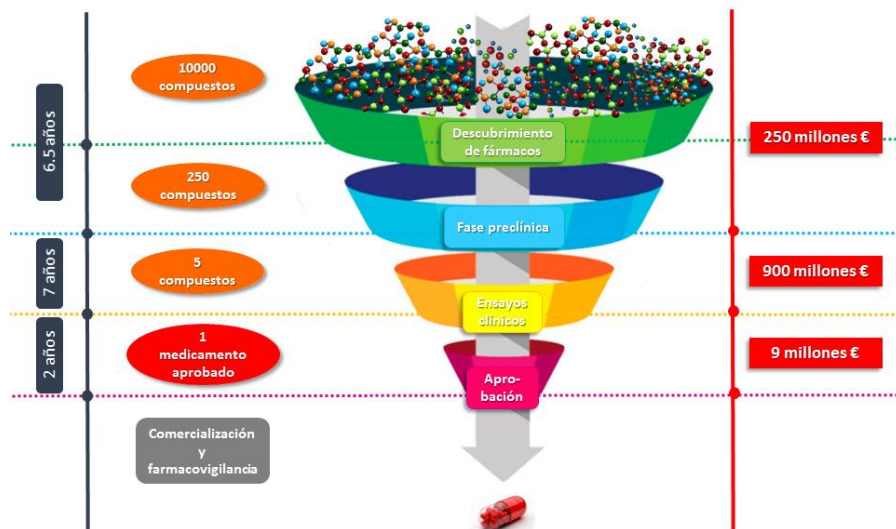 10000
compuestos
Descubrimiento
de fármacos
6.5 años
250 millones €
250
compuestos
Fase preclínica
7 años
5
compuestos
900 millones €
Ensayos
clínicos
2 años
1
medicamento
aprobado
9 millones €
Apro-
bación
Comercialización
y
farmacovigilancia